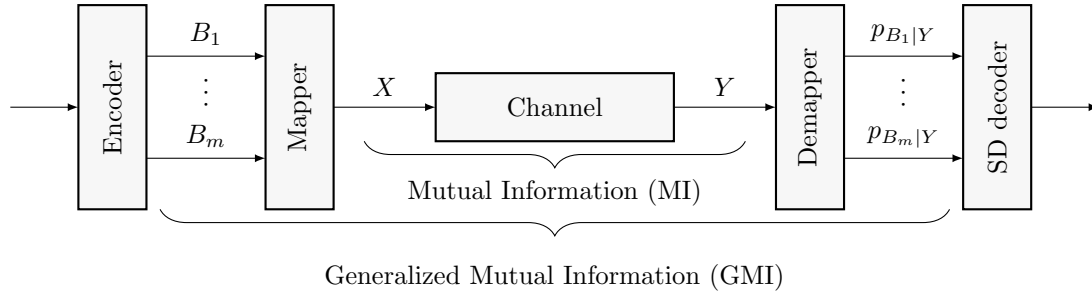 Encoder
B_1
⋮
B_m
Mapper
X
Channel
Y
Demapper
p_{B_1|Y}
⋮
p_{B_m|Y}
SD decoder
Mutual Information (MI)
Generalized Mutual Information (GMI)